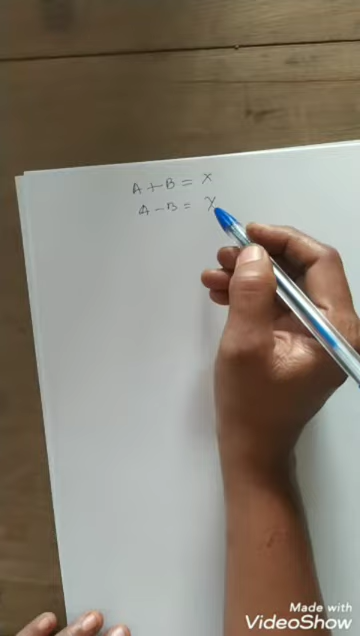 A + B = X
A - B = Y
Made with
VideoShow